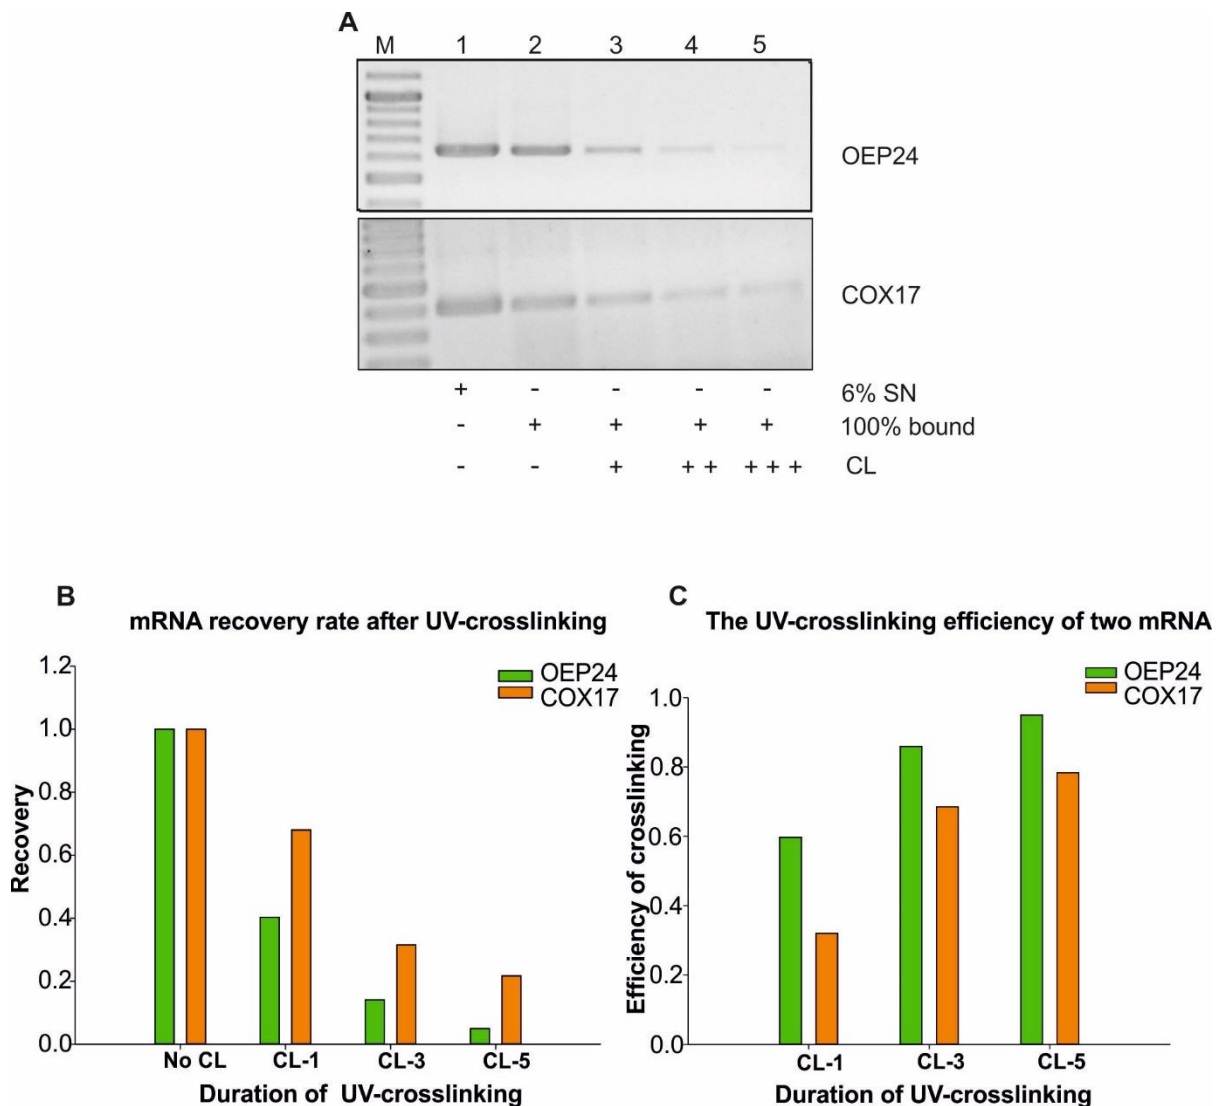 A
M 1 2 3 4 5
OEP24
COX17
+ - - - - 6% SN
- + + + + 100% bound
- - + + + + + + CL
B
mRNA recovery rate after UV-crosslinking
OEP24
COX17
1.2
1.0
0.8
0.6
0.4
0.2
0.0
Recovery
No CL CL-1 CL-3 CL-5
Duration of UV-crosslinking
C
The UV-crosslinking efficiency of two mRNA
OEP24
COX17
1.0
0.8
0.6
0.4
0.2
0.0
Efficiency of crosslinking
CL-1 CL-3 CL-5
Duration of UV-crosslinking